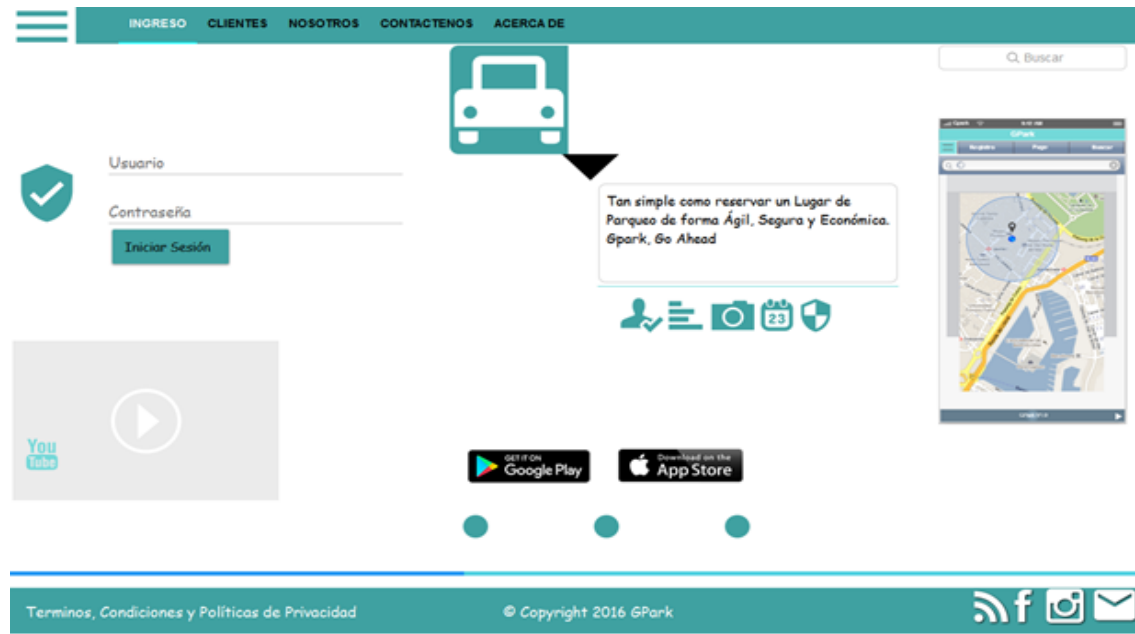 INGRESO CLIENTES NOSOTROS CONTACTENOS ACERCA DE
Buscar
Usuario
Contraseña
Iniciar Sesión
Tan simple como reservar un Lugar de
Parqueo de forma Ágil, Segura y Económica.
Gpark, Go Ahead
23
GPark
Registro Pago Buscar
You
Tube
GET IT ON
Google Play
Download on the
App Store
Terminos, Condiciones y Políticas de Privacidad
© Copyright 2016 GPark